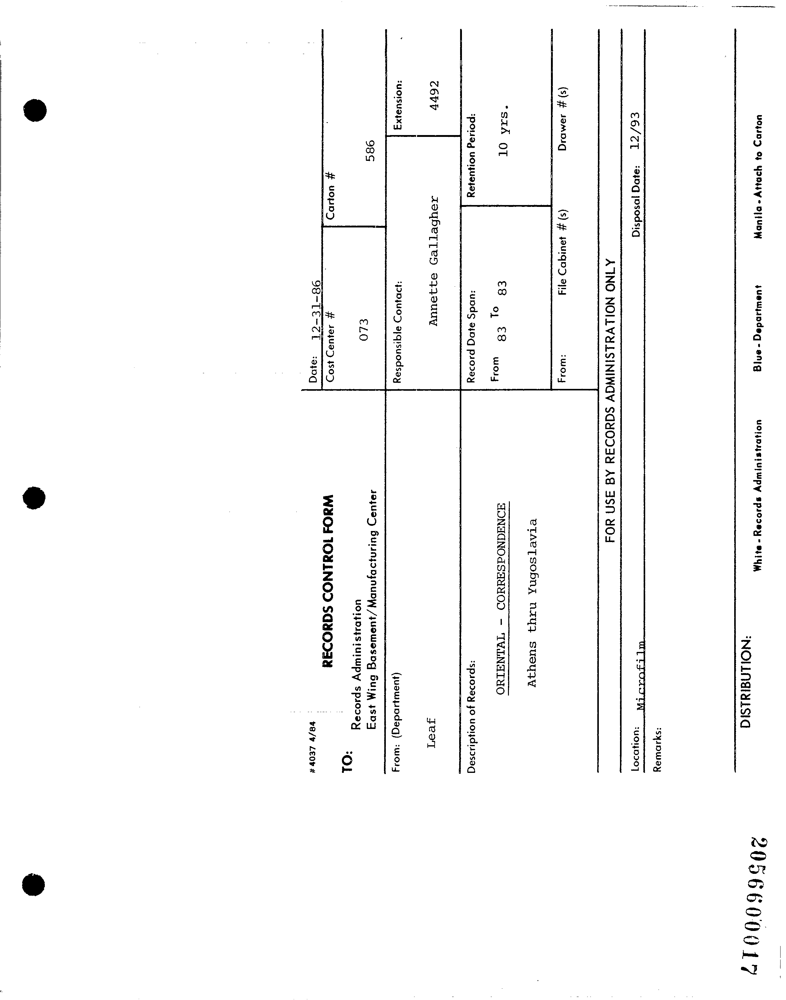 # 4037 4/84
Date: 12-31-86
RECORDS CONTROL FORM
Cost Center #
Carton #
TO: Records Administration
East Wing Basement/Manufacturing Center
073
586
From: (Department)
Responsible Contact:
Extension:
Leaf
Annette Gallagher
4492
Description of Records:
Record Date Span:
Retention Period:
ORIENTAL - CORRESPONDENCE
From 83 To 83
10 yrs.
Athens thru Yugoslavia
From:
File Cabinet # (s)
Drawer # (s)
FOR USE BY RECORDS ADMINISTRATION ONLY
Location: Microfilm
Disposal Date: 12/93
Remarks:
DISTRIBUTION:
White - Records Administration
Blue - Department
Manila - Attach to Carton
2056600017